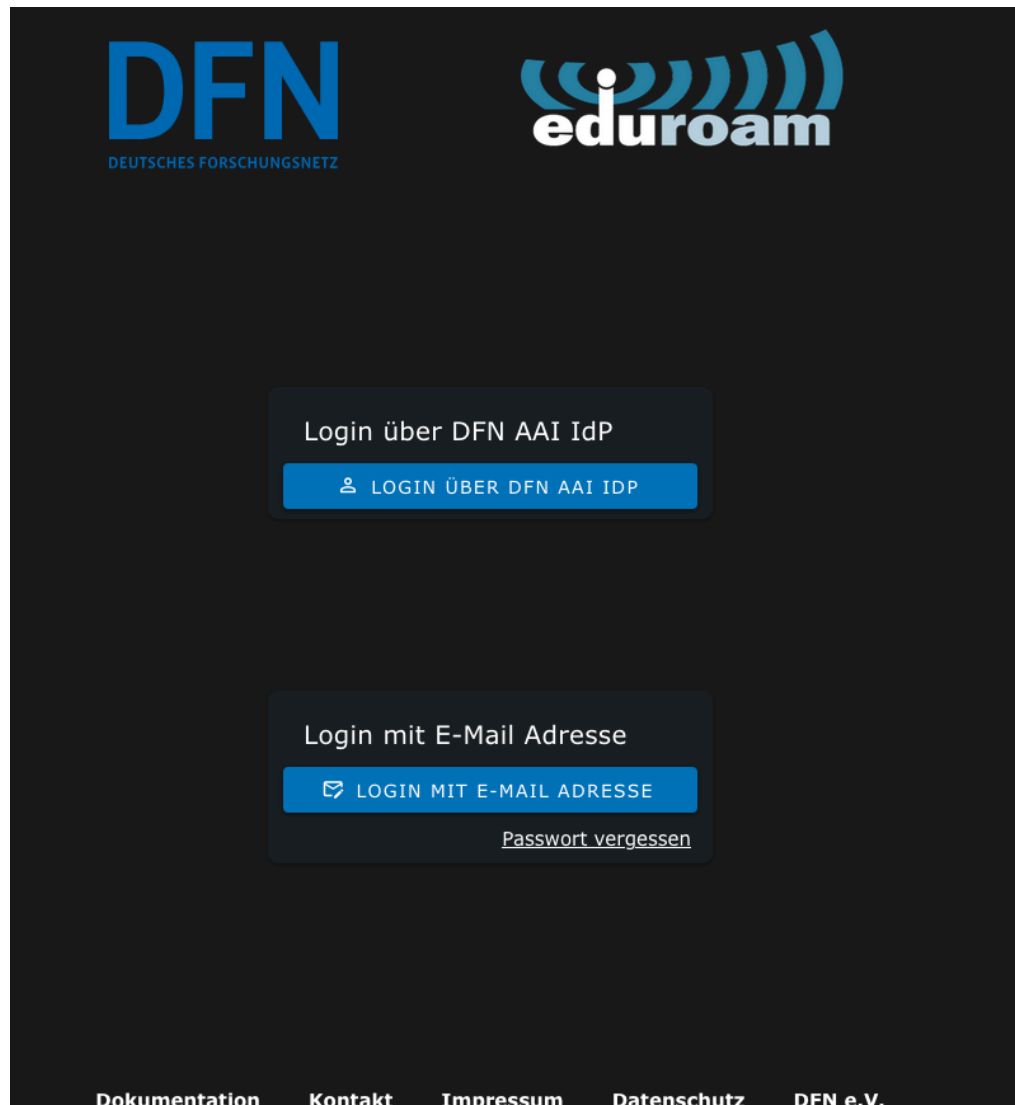 DFN
DEUTSCHES FORSCHUNGSNETZ
eduroam
Login über DFN AAI IdP
LOGIN ÜBER DFN AAI IDP
Login mit E-Mail Adresse
LOGIN MIT E-MAIL ADRESSE
Passwort vergessen
Dokumentation Kontakt Impressum Datenschutz DFN e.V.